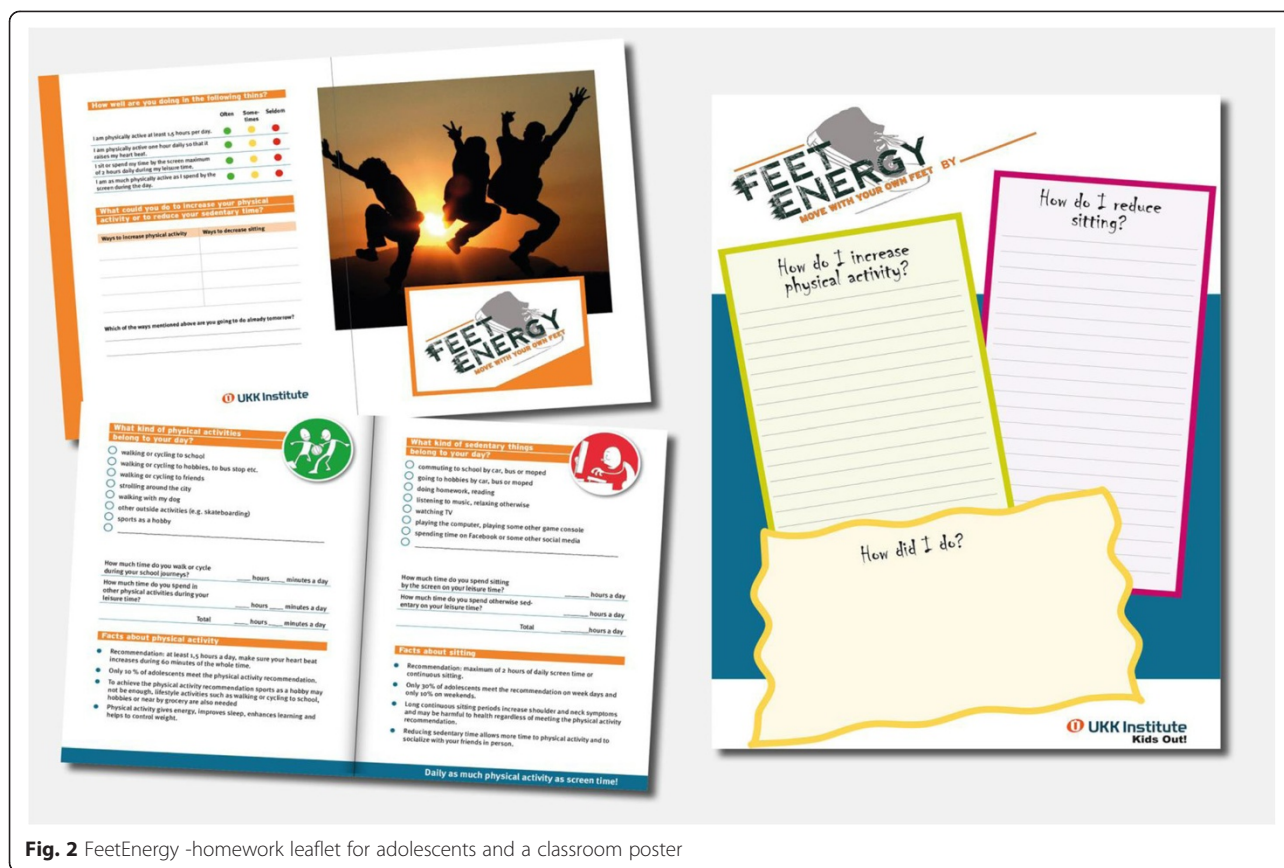 How well are you doing in the following thins?
Often Some-times Seldom
I am physically active at least 1,5 hours per day.
I am physically active one hour daily so that it
raises my heart beat.
I sit or spend my time by the screen maximum
of 2 hours daily during my leisure time.
I am as much physically active as I spend by the
screen during the day.
What could you do to increase your physical
activity or to reduce your sedentary time?
Ways to increase physical activity Ways to decrease sitting
Which of the ways mentioned above are you going to do already tomorrow?
UKK Institute
FEET
ENERGY
MOVE WITH YOUR OWN FEET
What kind of physical activities
belong to your day?
walking or cycling to school
walking or cycling to hobbies, to bus stop etc.
walking or cycling to friends
strolling around the city
walking with my dog
other outside activities (e.g. skateboarding)
sports as a hobby
How much time do you walk or cycle
during your school journeys? ____ hours ____ minutes a day
How much time do you spend in
other physical activities during your
leisure time? ____ hours ____ minutes a day
Total ____ hours ____ minutes a day
Facts about physical activity
Recommendation: at least 1,5 hours a day, make sure your heart beat
increases during 60 minutes of the whole time.
Only 10 % of adolescents meet the physical activity recommendation.
To achieve the physical activity recommendation sports as a hobby may
not be enough, lifestyle activities such as walking or cycling to school,
hobbies or near by grocery are also needed
Physical activity gives energy, improves sleep, enhances learning and
helps to control weight.
What kind of sedentary things
belong to your day?
commuting to school by car, bus or moped
going to hobbies by car, bus or moped
doing homework, reading
listening to music, relaxing otherwise
watching TV
playing the computer, playing some other game console
spending time on Facebook or some other social media
How much time do you spend sitting
by the screen on your leisure time? ____ hours a day
How much time do you spend otherwise sed-
entary on your leisure time? ____ hours a day
Total ____hours a day
Facts about sitting
Recommendation: maximum of 2 hours of daily screen time or
continuous sitting.
Only 30% of adolescents meet the recommendation on week days and
only 10% on weekends.
Long continuous sitting periods increase shoulder and neck symptoms
and may be harmful to health regardless of meeting the physical activity
recommendation.
Reducing sedentary time allows more time to physical activity and to
socialize with your friends in person.
Daily as much physical activity as screen time!
FEET
ENERGY
MOVE WITH YOUR OWN FEET
BY
How do I increase
physical activity?
How do I reduce
sitting?
How did I do?
UKK Institute
Kids Out!
Fig. 2 FeetEnergy -homework leaflet for adolescents and a classroom poster